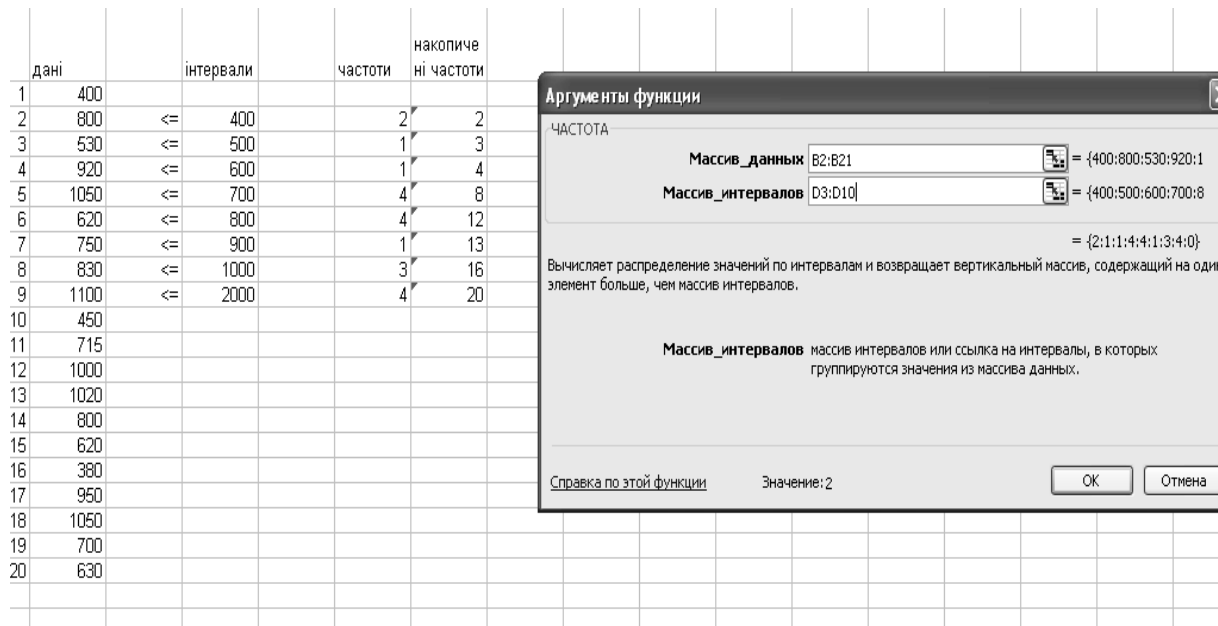 накопиче
дані інтервали частоти ні частоти
1 400
2 800 <= 400 2 2
3 530 <= 500 1 3
4 920 <= 600 1 4
5 1050 <= 700 4 8
6 620 <= 800 4 12
7 750 <= 900 1 13
8 830 <= 1000 3 16
9 1100 <= 2000 4 20
10 450
11 715
12 1000
13 1020
14 800
15 620
16 380
17 950
18 1050
19 700
20 630
Аргументы функции
ЧАСТОТА
Массив_данных B2:B21 = {400:800:530:920:1
Массив_интервалов D3:D10 = {400:500:600:700:8
= {2:1:1:4:4:1:3:4:0}
Вычисляет распределение значений по интервалам и возвращает вертикальный массив, содержащий на один
элемент больше, чем массив интервалов.
Массив_интервалов массив интервалов или ссылка на интервалы, в которых
группируются значения из массива данных.
Справка по этой функции Значение:2 ОК Отмена